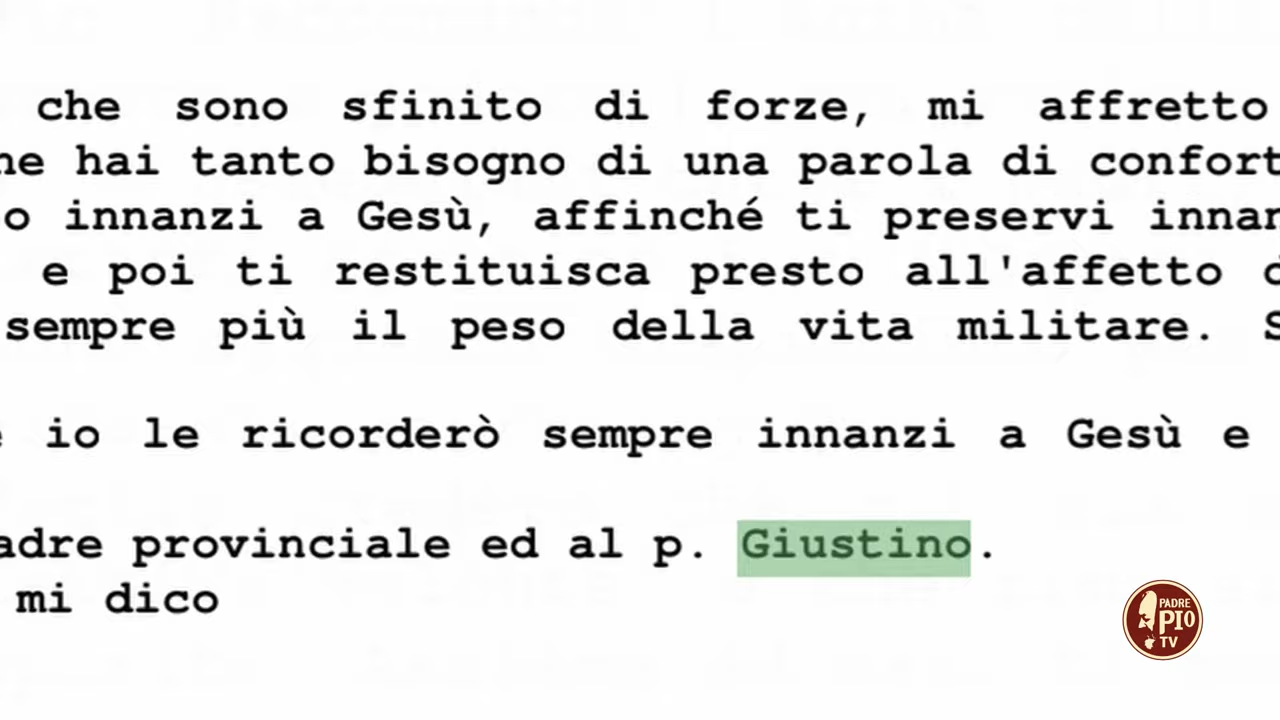 che sono sfinito di forze, mi affretto
hai tanto bisogno di una parola di confort
o innanzi a Gesù, affinché ti preservi innan
e poi ti restituisca presto all'affetto d
sempre più il peso della vita militare. S
io le ricorderò sempre innanzi a Gesù e
adre provinciale ed al p. Giustino.
mi dico
PADRE
PIO
TV